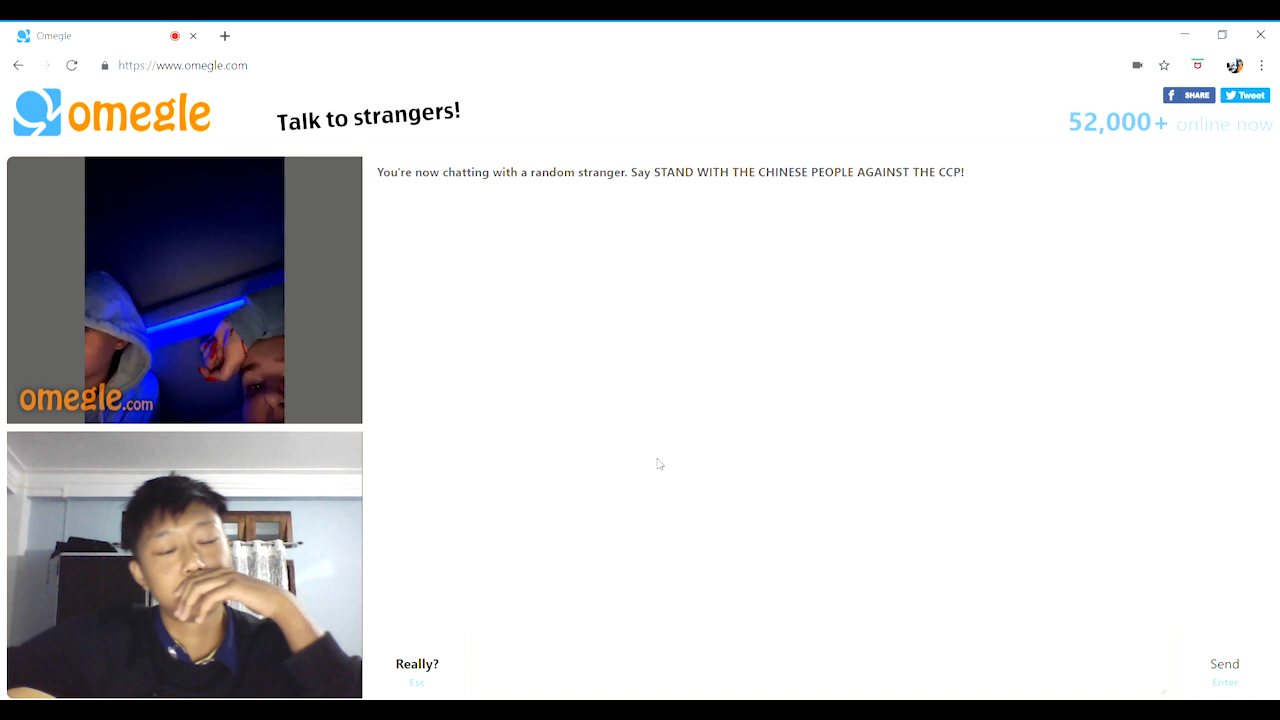 Omegle
https://www.omegle.com
omegle
Talk to strangers!
SHARE
Tweet
52,000+ online now
You're now chatting with a random stranger. Say STAND WITH THE CHINESE PEOPLE AGAINST THE CCP!
omegle.com
Really?
Esc
Send
Enter